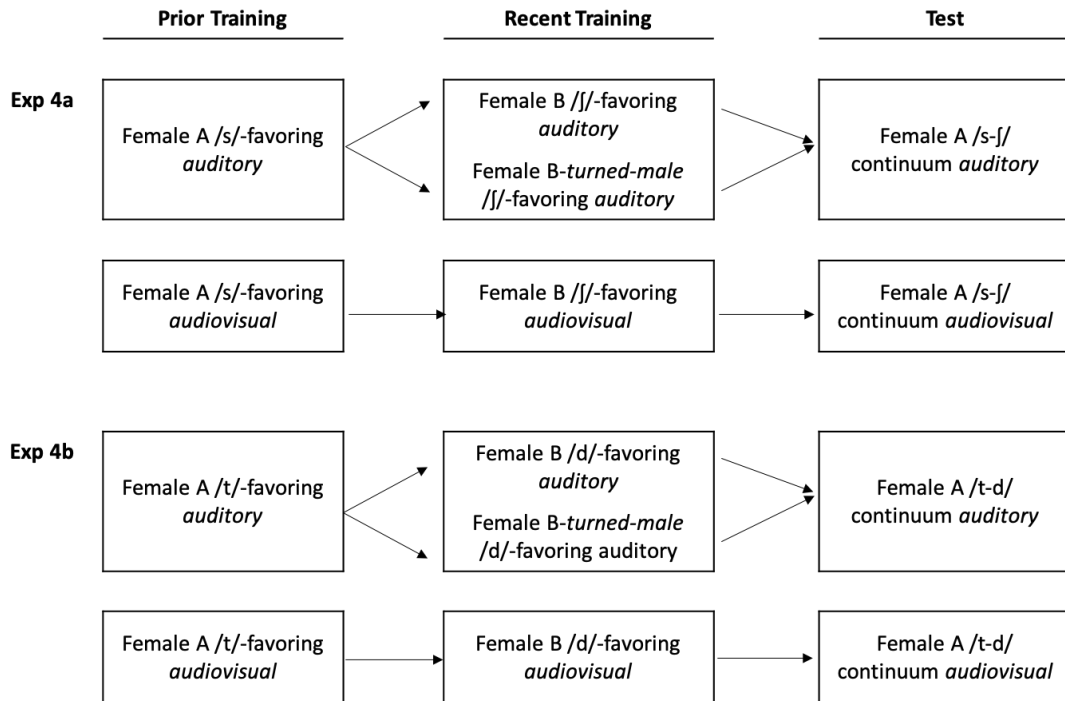 Prior Training
Recent Training
Test
Exp 4a
Female A /s/-favoring
auditory
Female B /ʃ/-favoring
auditory
Female B-turned-male
/ʃ/-favoring auditory
Female A /s-ʃ/
continuum auditory
Female A /s/-favoring
audiovisual
Female B /ʃ/-favoring
audiovisual
Female A /s-ʃ/
continuum audiovisual
Exp 4b
Female A /t/-favoring
auditory
Female B /d/-favoring
auditory
Female B-turned-male
/d/-favoring auditory
Female A /t-d/
continuum auditory
Female A /t/-favoring
audiovisual
Female B /d/-favoring
audiovisual
Female A /t-d/
continuum audiovisual